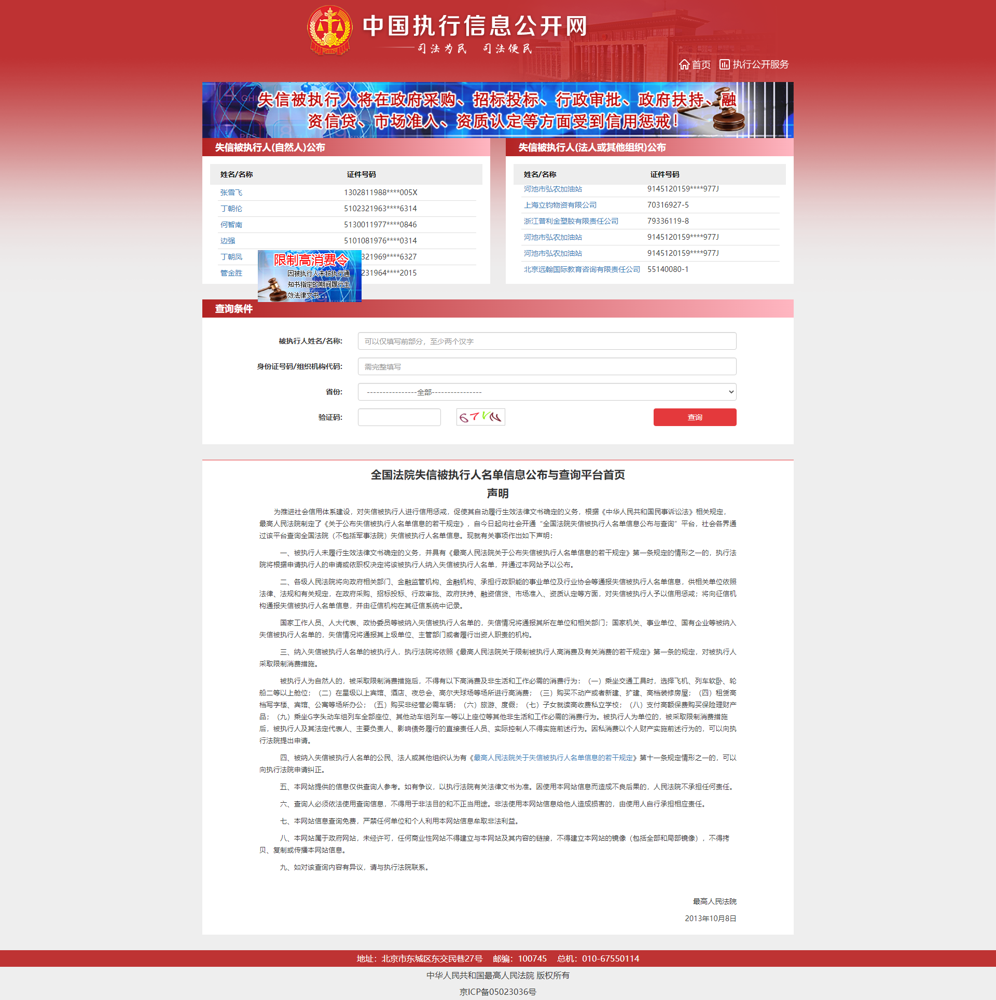 中国执行信息公开网
司法为民 司法便民
首页 执行公开服务
失信被执行人将在政府采购、招标投标、行政审批、政府扶持、融
资信贷、市场准入、资质认定等方面受到信用惩戒!
失信被执行人(自然人)公布
姓名/名称 证件号码
张雪飞 1302811988****005X
丁朝伦 5102321963****6314
何智南 5130011977****0846
边强 5101081976****0314
丁朝凤 321969****6327
管金胜 231964****2015
限制高消费令
因被执行人未按执行通
知书指定的期间履行生
效法律文书...
失信被执行人(法人或其他组织)公布
姓名/名称 证件号码
河池市弘农加油站 9145120159****977J
上海立钧物资有限公司 70316927-5
浙江普利金塑胶有限责任公司 79336119-8
河池市弘农加油站 9145120159****977J
河池市弘农加油站 9145120159****977J
北京远翰国际教育咨询有限责任公司 55140080-1
查询条件
被执行人姓名/名称: 可以仅填写前部分，至少两个汉字
身份证号码/组织机构代码: 需完整填写
省份: ----------------全部----------------
验证码: 查询
全国法院失信被执行人名单信息公布与查询平台首页
声明
为推进社会信用体系建设，对失信被执行人进行信用惩戒，促使其自动履行生效法律文书确定的义务，根据《中华人民共和国民事诉讼法》相关规定，
最高人民法院制定了《关于公布失信被执行人名单信息的若干规定》，自今日起向社会开通“全国法院失信被执行人名单信息公布与查询”平台，社会各界通
过该平台查询全国法院（不包括军事法院）失信被执行人名单信息。现就有关事项作出如下声明：
一、被执行人未履行生效法律文书确定的义务，并具有《最高人民法院关于公布失信被执行人名单信息的若干规定》第一条规定的情形之一的，执行法
院将根据申请执行人的申请或依职权决定将该被执行人纳入失信被执行人名单，并通过本网站予以公布。
二、各级人民法院将向政府相关部门、金融监管机构、金融机构、承担行政职能的事业单位及行业协会等通报失信被执行人名单信息，供相关单位依照
法律、法规和有关规定，在政府采购、招标投标、行政审批、政府扶持、融资信贷、市场准入、资质认定等方面，对失信被执行人予以信用惩戒；将向征信机
构通报失信被执行人名单信息，并由征信机构在其征信系统中记录。
国家工作人员、人大代表、政协委员等被纳入失信被执行人名单的，失信情况将通报其所在单位和相关部门；国家机关、事业单位、国有企业等被纳入
失信被执行人名单的，失信情况将通报其上级单位、主管部门或者履行出资人职责的机构。
三、纳入失信被执行人名单的被执行人，执行法院将依照《最高人民法院关于限制被执行人高消费及有关消费的若干规定》第一条的规定，对被执行人
采取限制消费措施。
被执行人为自然人的，被采取限制消费措施后，不得有以下高消费及非生活和工作必需的消费行为：（一）乘坐交通工具时，选择飞机、列车软卧、轮
船二等以上舱位；（二）在星级以上宾馆、酒店、夜总会、高尔夫球场等场所进行高消费；（三）购买不动产或者新建、扩建、高档装修房屋；（四）租赁高
档写字楼、宾馆、公寓等场所办公；（五）购买非经营必需车辆；（六）旅游、度假；（七）子女就读高收费私立学校；（八）支付高额保费购买保险理财产
品；（九）乘坐G字头动车组列车全部座位、其他动车组列车一等以上座位等其他非生活和工作必需的消费行为。被执行人为单位的，被采取限制消费措施
后，被执行人及其法定代表人、主要负责人、影响债务履行的直接责任人员、实际控制人不得实施前述行为。因私消费以个人财产实施前述行为的，可以向执
行法院提出申请。
四、被纳入失信被执行人名单的公民、法人或其他组织认为有《最高人民法院关于失信被执行人名单信息的若干规定》第十一条规定情形之一的，可以
向执行法院申请纠正。
五、本网站提供的信息仅供查询人参考。如有争议，以执行法院有关法律文书为准。因使用本网站信息而造成不良后果的，人民法院不承担任何责任。
六、查询人必须依法使用查询信息，不得用于非法目的和不正当用途。非法使用本网站信息给他人造成损害的，由使用人自行承担相应责任。
七、本网站信息查询免费，严禁任何单位和个人利用本网站信息牟取非法利益。
八、本网站属于政府网站，未经许可，任何商业性网站不得建立与本网站及其内容的链接，不得建立本网站的镜像（包括全部和局部镜像），不得拷
贝、复制或传播本网站信息。
九、如对该查询内容有异议，请与执行法院联系。
最高人民法院
2013年10月8日
地址：北京市东城区东交民巷27号 邮编：100745 总机：010-67550114
中华人民共和国最高人民法院 版权所有
京ICP备05023036号